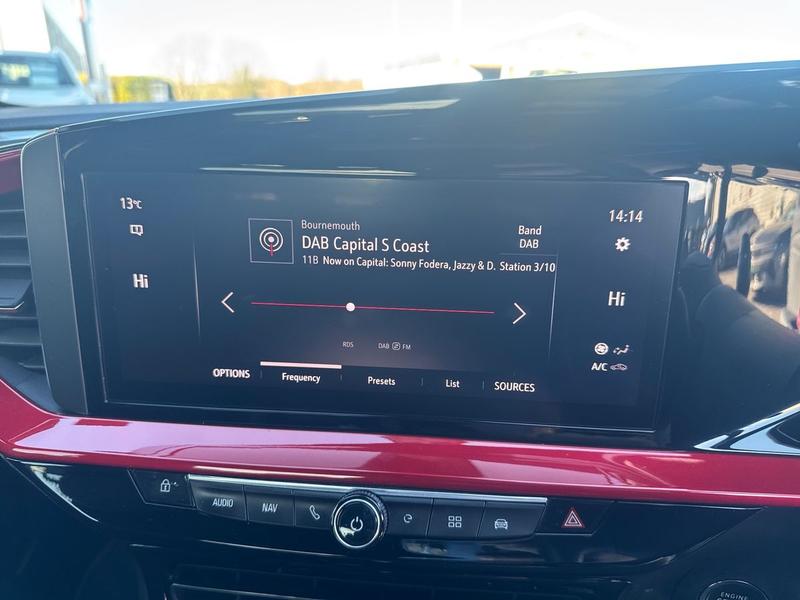 13°C
14:14
Bournemouth
Band
DAB Capital S Coast
DAB
11B Now on Capital: Sonny Fodera, Jazzy & D. Station 3/10
Hi
Hi
RDS
DAB FM
A/C
OPTIONS
Frequency
Presets
List
SOURCES
AUDIO
NAV
ENGINE